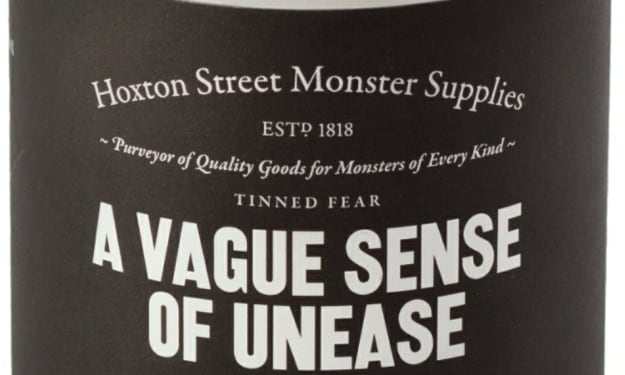 Hoxton Street Monster Supplies
ESTD 1818
~ Purveyor of Quality Goods for Monsters of Every Kind ~
TINNED FEAR
A VAGUE SENSE
OF UNEASE